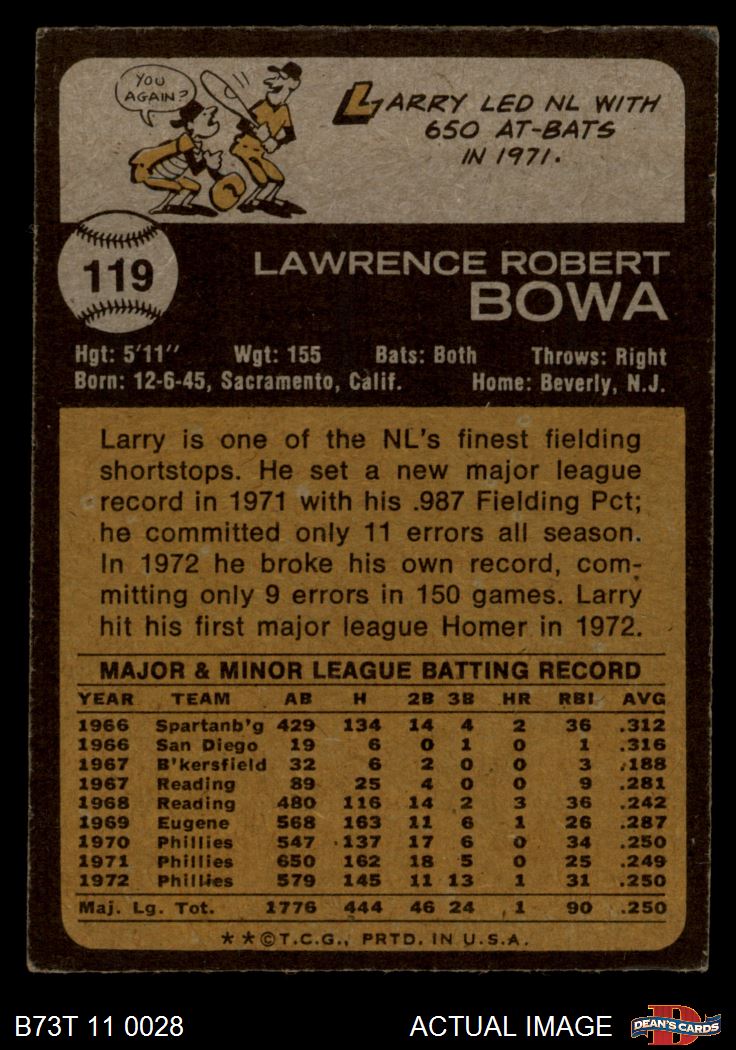 YOU
AGAIN?
LARRY LED NL WITH
650 AT-BATS
IN 1971.
119
LAWRENCE ROBERT
BOWA
Hgt: 5'11" Wgt: 155 Bats: Both Throws: Right
Born: 12-6-45, Sacramento, Calif. Home: Beverly, N.J.
Larry is one of the NL's finest fielding
shortstops. He set a new major league
record in 1971 with his .987 Fielding Pct;
he committed only 11 errors all season.
In 1972 he broke his own record, com-
mitting only 9 errors in 150 games. Larry
hit his first major league Homer in 1972.
MAJOR & MINOR LEAGUE BATTING RECORD
YEAR TEAM AB H 2B 3B HR RBI AVG
1966 Spartanb'g 429 134 14 4 2 36 .312
1966 San Diego 19 6 0 1 0 1 .316
1967 B'kersfield 32 6 2 0 0 3 .188
1967 Reading 89 25 4 0 0 9 .281
1968 Reading 480 116 14 2 3 36 .242
1969 Eugene 568 163 11 6 1 26 .287
1970 Phillies 547 137 17 6 0 34 .250
1971 Phillies 650 162 18 5 0 25 .249
1972 Phillies 579 145 11 13 1 31 .250
Maj. Lg. Tot. 1776 444 46 24 1 90 .250
**©T.C.G., PRTD. IN U.S.A.
B73T 11 0028 ACTUAL IMAGE D DEAN'S CARDS